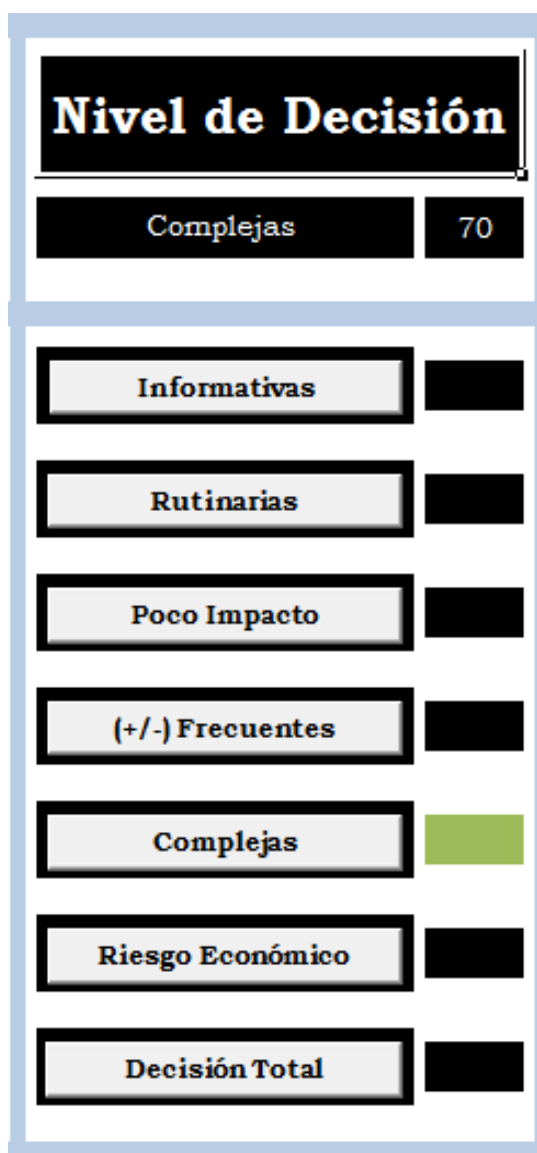 Nivel de Decisión
Complejas 70
Informativas
Rutinarias
Poco Impacto
(+/-) Frecuentes
Complejas
Riesgo Económico
Decisión Total